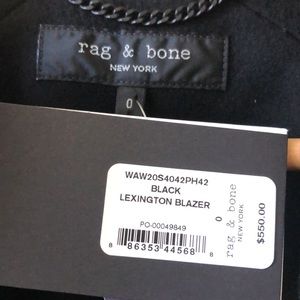 rag & bone
NEW YORK
0
WAW20S4042PH42
BLACK
LEXINGTON BLAZER
PO-00049849
8 86353 44568 8
0
rag & bone
NEW YORK
$550.00